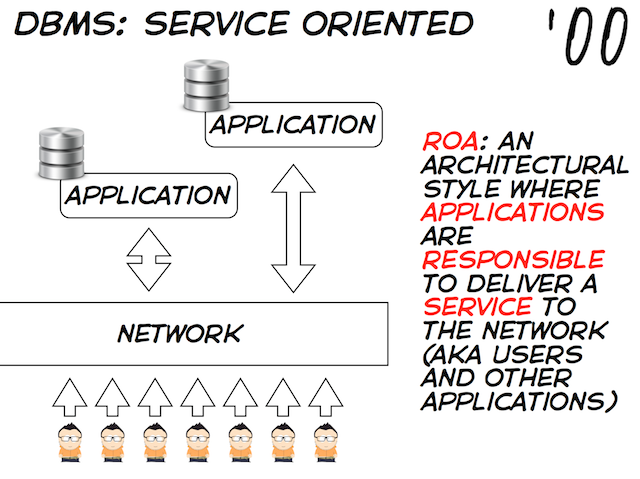 DBMS: SERVICE ORIENTED
'00
APPLICATION
APPLICATION
NETWORK
ROA: AN
ARCHITECTURAL
STYLE WHERE
APPLICATIONS
ARE
RESPONSIBLE
TO DELIVER A
SERVICE TO
THE NETWORK
(AKA USERS
AND OTHER
APPLICATIONS)